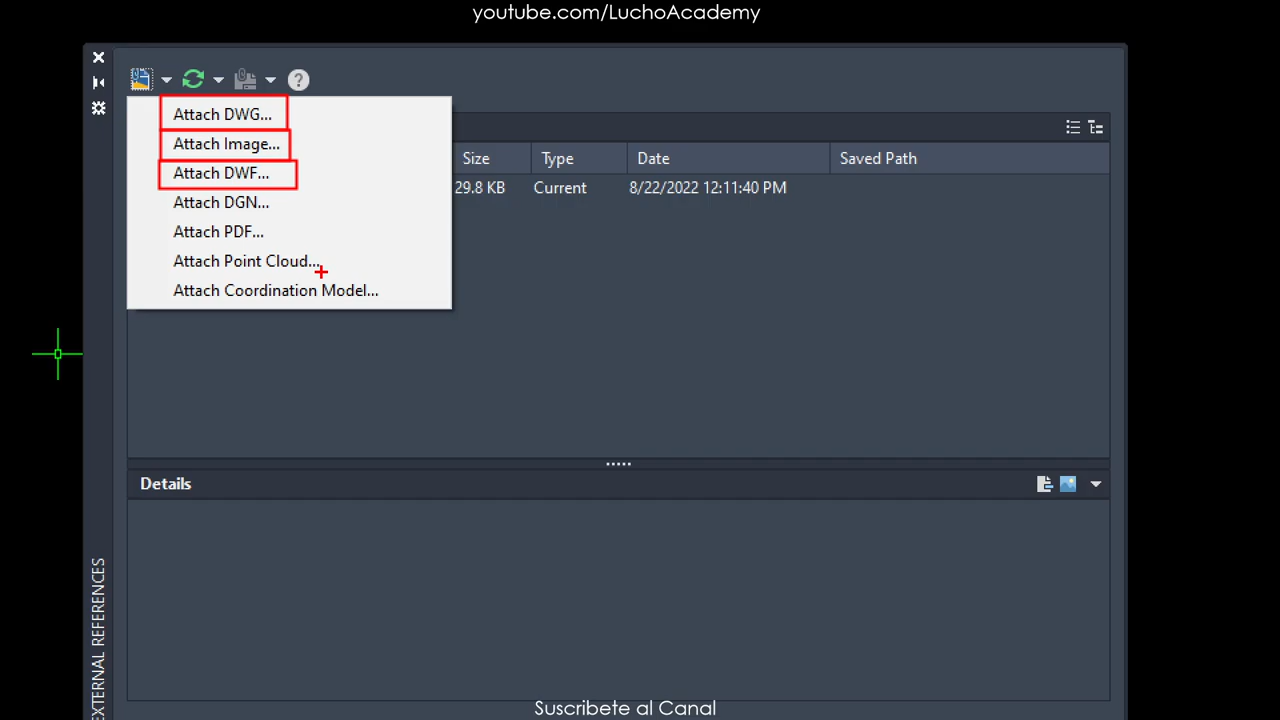 youtube.com/LuchoAcademy
Attach DWG...
Attach Image...
Attach DWF...
Attach DGN...
Attach PDF...
Attach Point Cloud...
Attach Coordination Model...
Size Type Date Saved Path
29.8 KB Current 8/22/2022 12:11:40 PM
Details
EXTERNAL REFERENCES
Suscribete al Canal